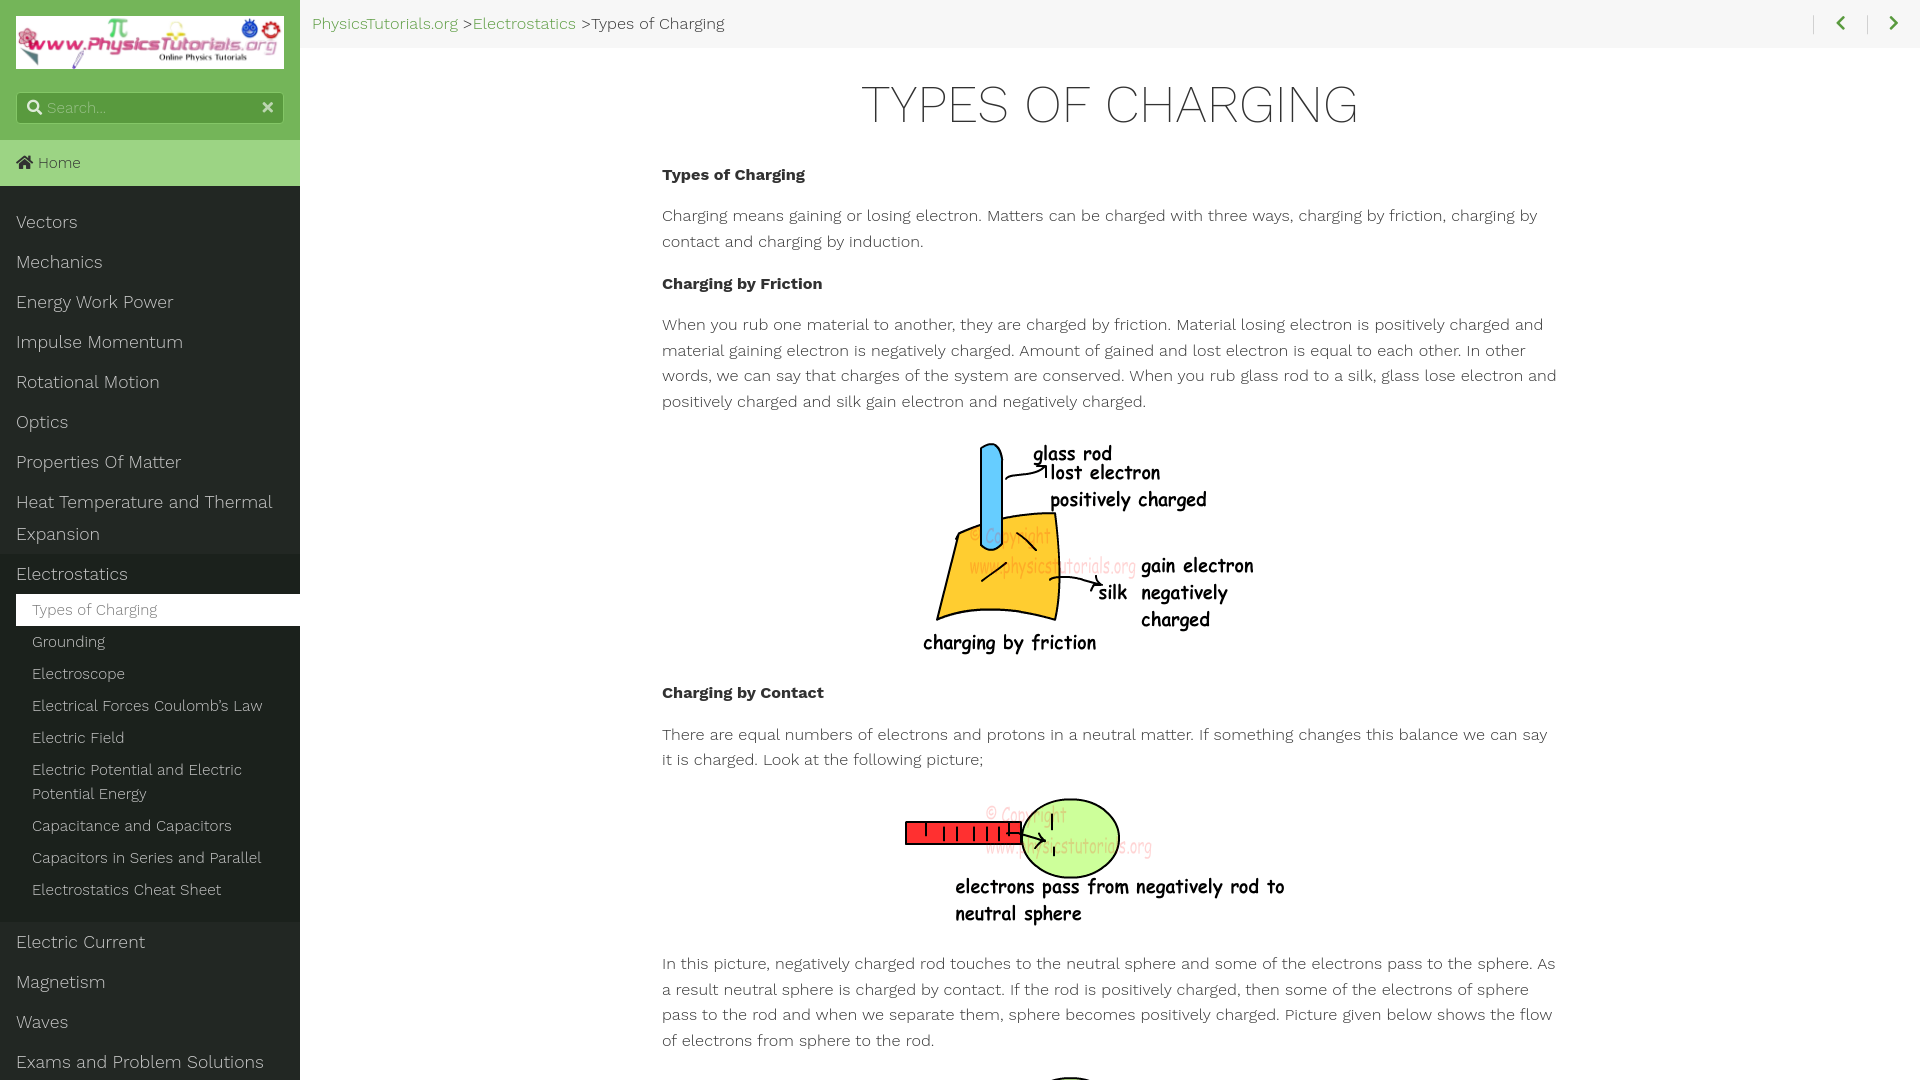 www.PhysicsTutorials.org
Online Physics Tutorials
Search...
Home
Vectors
Mechanics
Energy Work Power
Impulse Momentum
Rotational Motion
Optics
Properties Of Matter
Heat Temperature and Thermal
Expansion
Electrostatics
Types of Charging
Grounding
Electroscope
Electrical Forces Coulomb's Law
Electric Field
Electric Potential and Electric
Potential Energy
Capacitance and Capacitors
Capacitors in Series and Parallel
Electrostatics Cheat Sheet
Electric Current
Magnetism
Waves
Exams and Problem Solutions
PhysicsTutorials.org >Electrostatics >Types of Charging
TYPES OF CHARGING
Types of Charging
Charging means gaining or losing electron. Matters can be charged with three ways, charging by friction, charging by
contact and charging by induction.
Charging by Friction
When you rub one material to another, they are charged by friction. Material losing electron is positively charged and
material gaining electron is negatively charged. Amount of gained and lost electron is equal to each other. In other
words, we can say that charges of the system are conserved. When you rub glass rod to a silk, glass lose electron and
positively charged and silk gain electron and negatively charged.
glass rod
lost electron
positively charged
© Copyright
www.physicstutorials.org
gain electron
silk negatively
charged
charging by friction
Charging by Contact
There are equal numbers of electrons and protons in a neutral matter. If something changes this balance we can say
it is charged. Look at the following picture;
© Copyright
www.physicstutorials.org
electrons pass from negatively rod to
neutral sphere
In this picture, negatively charged rod touches to the neutral sphere and some of the electrons pass to the sphere. As
a result neutral sphere is charged by contact. If the rod is positively charged, then some of the electrons of sphere
pass to the rod and when we separate them, sphere becomes positively charged. Picture given below shows the flow
of electrons from sphere to the rod.